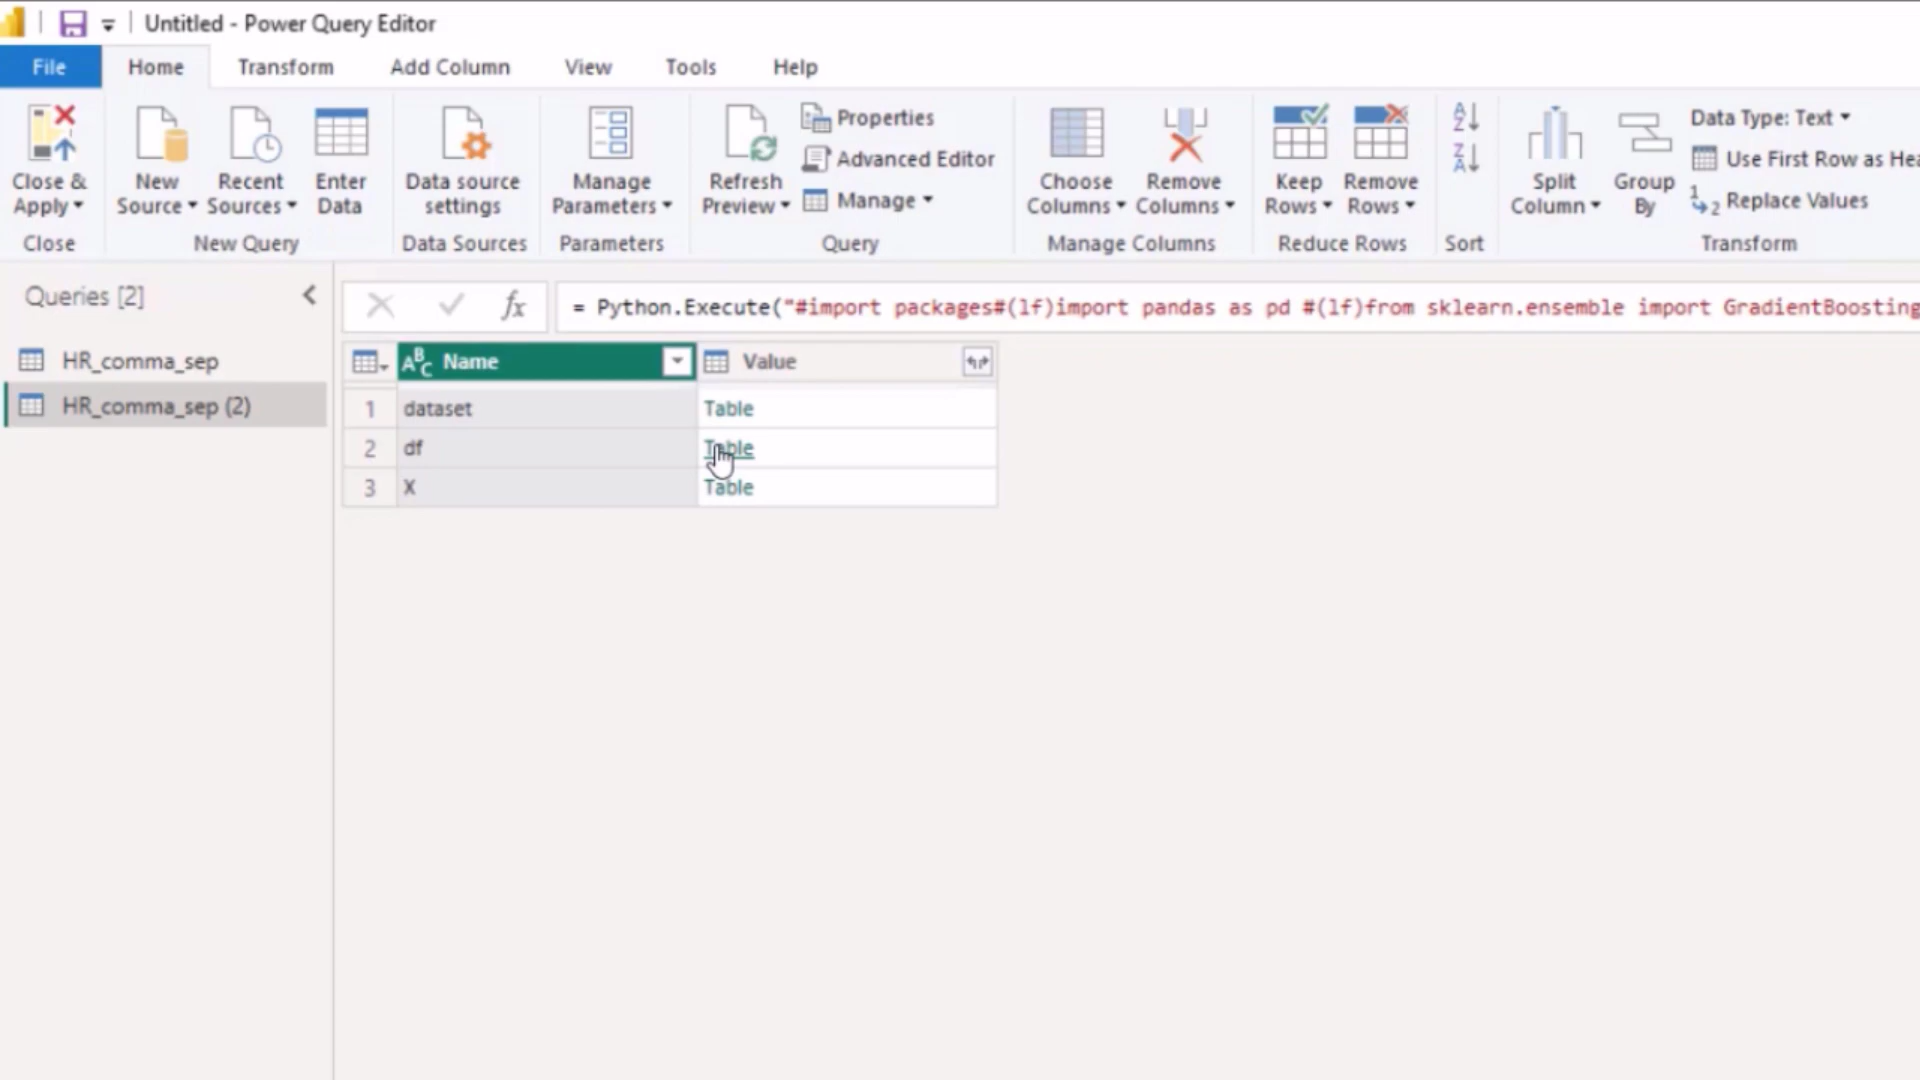 Untitled - Power Query Editor
File Home Transform Add Column View Tools Help
Close & Apply
New Source
Recent Sources
Enter Data
Data source settings
Manage Parameters
Refresh Preview
Properties
Advanced Editor
Manage
Choose Columns
Remove Columns
Keep Rows
Remove Rows
Split Column
Group By
Data Type: Text
Use First Row as Hea
Replace Values
Close New Query Data Sources Parameters Query Manage Columns Reduce Rows Sort Transform
Queries [2]
HR_comma_sep
HR_comma_sep (2)
fx = Python.Execute("#import packages#(lf)import pandas as pd #(lf)from sklearn.ensemble import GradientBoosting
Name Value
1 dataset Table
2 df Table
3 X Table